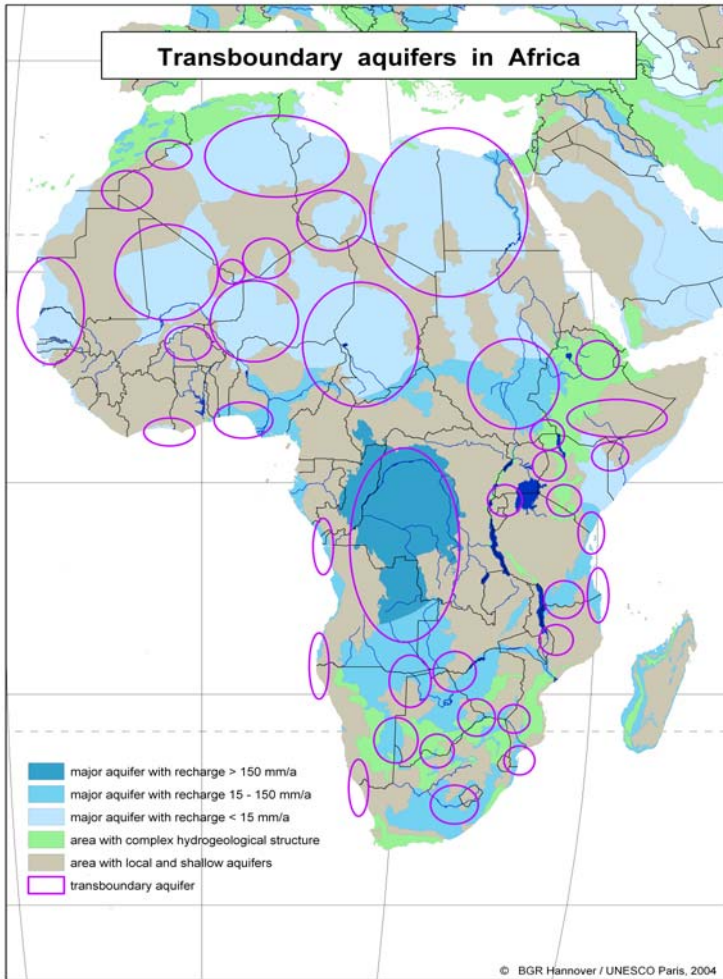 Transboundary aquifers in Africa
major aquifer with recharge > 150 mm/a
major aquifer with recharge 15 - 150 mm/a
major aquifer with recharge < 15 mm/a
area with complex hydrogeological structure
area with local and shallow aquifers
transboundary aquifer
© BGR Hannover / UNESCO Paris, 2004